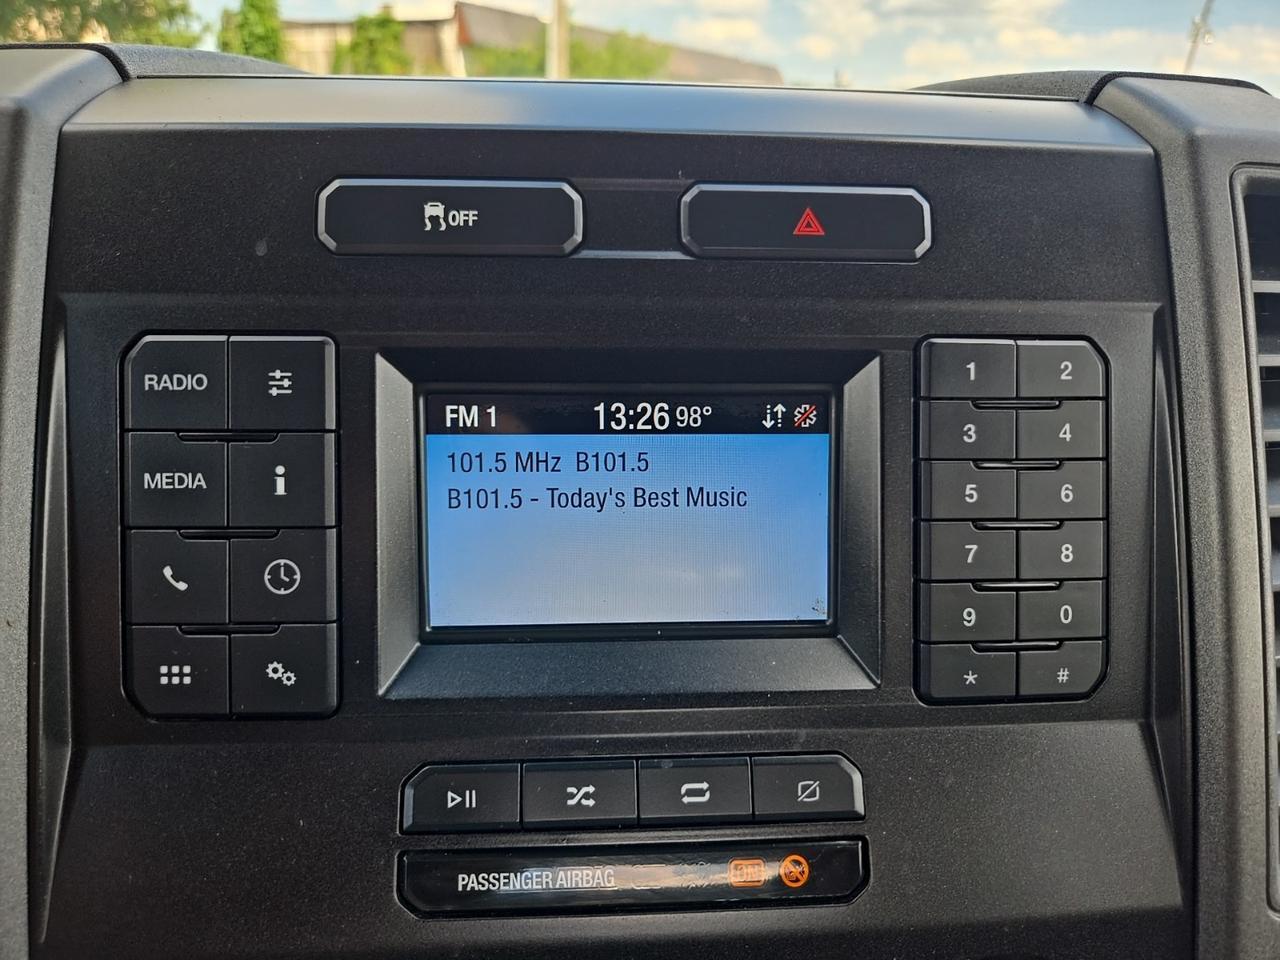 OFF
RADIO
MEDIA
FM 1 13:26 98°
101.5 MHz B101.5
B101.5 - Today's Best Music
1 2
3 4
5 6
7 8
9 0
* #
PASSENGER AIRBAG ON